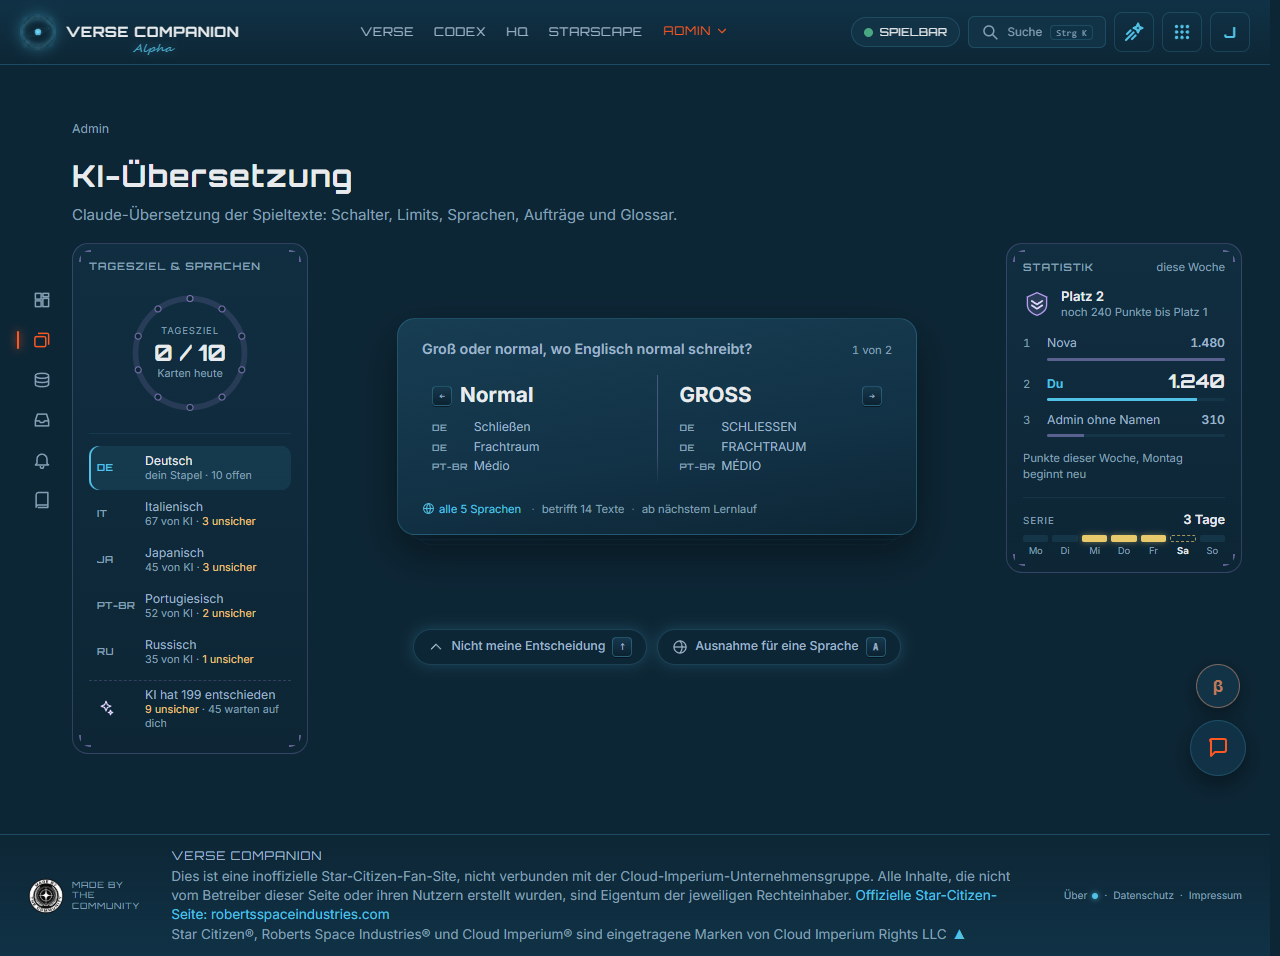 VERSE COMPANION
Alpha
VERSE
CODEX
HQ
STARSCAPE
ADMIN
SPIELBAR
Suche
Strg K
Admin
KI-Übersetzung
Claude-Übersetzung der Spieltexte: Schalter, Limits, Sprachen, Aufträge und Glossar.
TAGESZIEL & SPRACHEN
TAGESZIEL
0 / 10
Karten heute
DE
Deutsch
dein Stapel · 10 offen
IT
Italienisch
67 von KI · 3 unsicher
JA
Japanisch
45 von KI · 3 unsicher
PT-BR
Portugiesisch
52 von KI · 2 unsicher
RU
Russisch
35 von KI · 1 unsicher
KI hat 199 entschieden
9 unsicher · 45 warten auf
dich
Groß oder normal, wo Englisch normal schreibt?
1 von 2
← Normal
DE Schließen
DE Frachtraum
PT-BR Médio
GROSS →
DE SCHLIESSEN
DE FRACHTRAUM
PT-BR MÉDIO
alle 5 Sprachen · betrifft 14 Texte · ab nächstem Lernlauf
Nicht meine Entscheidung ↑
Ausnahme für eine Sprache A
STATISTIK
diese Woche
Platz 2
noch 240 Punkte bis Platz 1
1 Nova 1.480
2 Du 1.240
3 Admin ohne Namen 310
Punkte dieser Woche, Montag
beginnt neu
SERIE
3 Tage
Mo Di Mi Do Fr Sa So
β
MADE BY
THE
COMMUNITY
VERSE COMPANION
Dies ist eine inoffizielle Star-Citizen-Fan-Site, nicht verbunden mit der Cloud-Imperium-Unternehmensgruppe. Alle Inhalte, die nicht
vom Betreiber dieser Seite oder ihren Nutzern erstellt wurden, sind Eigentum der jeweiligen Rechteinhaber. Offizielle Star-Citizen-
Seite: robertsspaceindustries.com
Star Citizen®, Roberts Space Industries® und Cloud Imperium® sind eingetragene Marken von Cloud Imperium Rights LLC ▲
Über · Datenschutz · Impressum